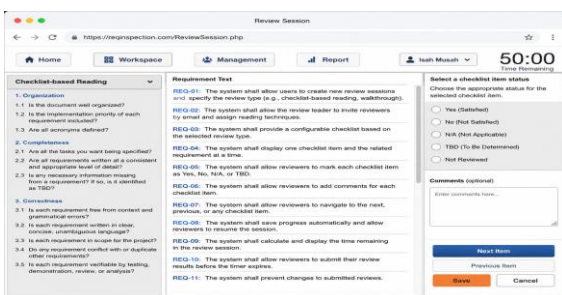 Review Session
https://reqinspection.com/ReviewSession.php
Home
Workspace
Management
Report
Isah Musah
50:00
Time Remaining
Checklist-based Reading
1. Organization
1.1 Is the document well organized?
1.2 Is the implementation priority of each
requirement included?
1.3 Are all acronyms defined?
2. Completeness
2.1 Are all the tasks you want being specified?
2.2 Are all requirements written at a consistent
and appropriate level of detail?
2.3 Is any necessary information missing
from a requirement? If so, is it identified
as TBD?
3. Correctness
3.1 Is each requirement free from context and
grammatical errors?
3.2 Is each requirement written in clear,
concise, unambiguous language?
3.3 Is each requirement in scope for the project?
3.4 Do any requirement conflict with or duplicate
other requirements?
3.5 Is each requirement verifiable by testing,
demonstration, review, or analysis?
Requirement Text
REQ-01: The system shall allow users to create new review sessions
and specify the review type (e.g., checklist-based reading, walkthrough).
REQ-02: The system shall allow the review leader to invite reviewers
by email and assign reading techniques.
REQ-03: The system shall provide a configurable checklist based on
the selected review type.
REQ-04: The system shall display one checklist item and the related
requirement at a time.
REQ-05: The system shall allow reviewers to mark each checklist item
as Yes, No, N/A, or TBD.
REQ-06: The system shall allow reviewers to add comments for each
checklist item.
REQ-07: The system shall allow reviewers to navigate to the next,
previous, or any checklist item.
REQ-08: The system shall save progress automatically and allow
reviewers to resume the session.
REQ-09: The system shall calculate and display the time remaining
in the review session.
REQ-10: The system shall allow reviewers to submit their review
results before the timer expires.
REQ-11: The system shall prevent changes to submitted reviews.
Select a checklist item status
Choose the appropriate status for the
selected checklist item.
Yes (Satisfied)
No (Not Satisfied)
N/A (Not Applicable)
TBD (To Be Determined)
Not Reviewed
Comments (optional)
Enter comments here...
Next Item
Previous Item
Save
Cancel